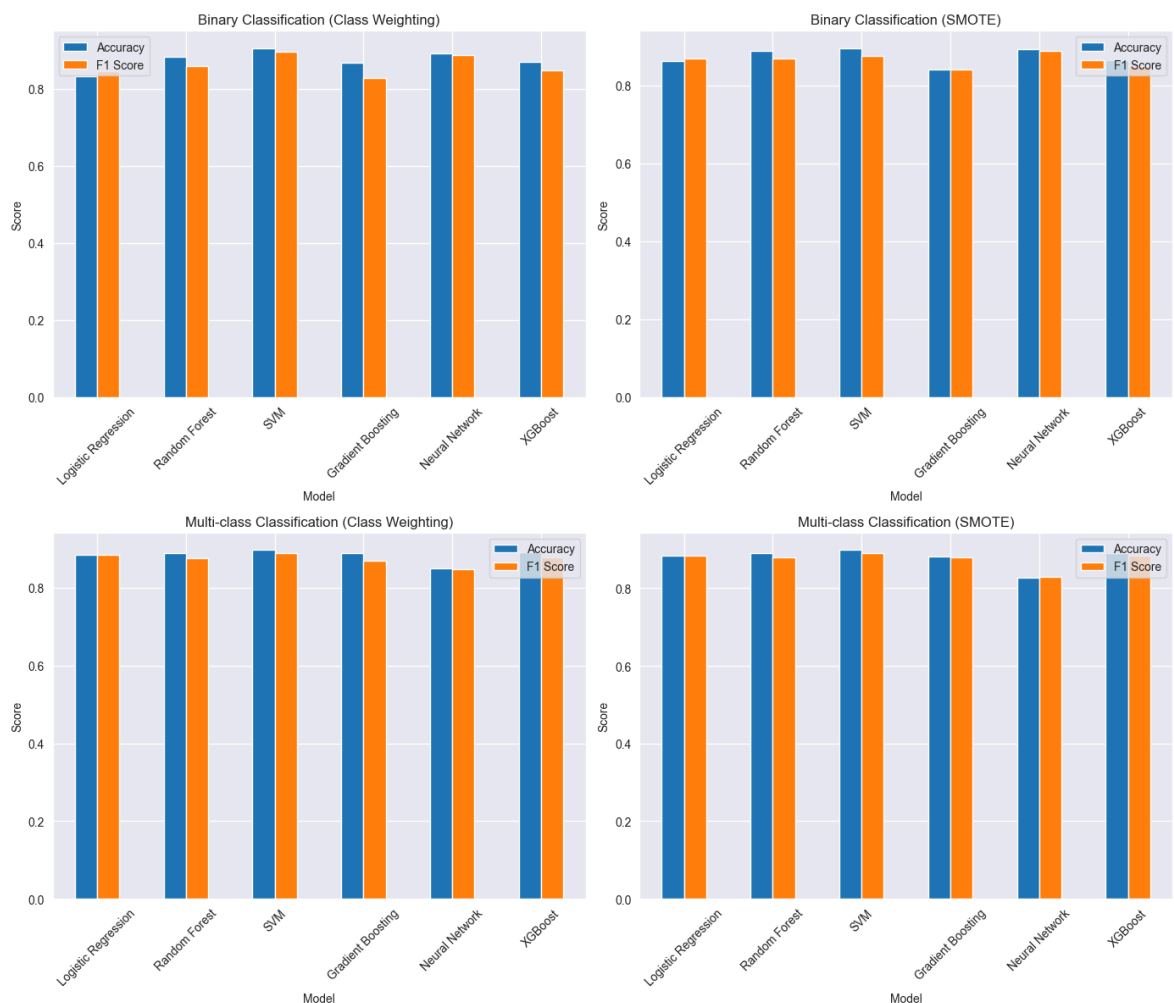 Binary Classification (Class Weighting)
Accuracy
F1 Score
0.8
0.6
0.4
0.2
0.0
Score
Logistic Regression
Random Forest
SVM
Gradient Boosting
Neural Network
XGBoost
Model
Binary Classification (SMOTE)
Accuracy
F1 Score
0.8
0.6
0.4
0.2
0.0
Score
Logistic Regression
Random Forest
SVM
Gradient Boosting
Neural Network
XGBoost
Model
Multi-class Classification (Class Weighting)
Accuracy
F1 Score
0.8
0.6
0.4
0.2
0.0
Score
Logistic Regression
Random Forest
SVM
Gradient Boosting
Neural Network
XGBoost
Model
Multi-class Classification (SMOTE)
Accuracy
F1 Score
0.8
0.6
0.4
0.2
0.0
Score
Logistic Regression
Random Forest
SVM
Gradient Boosting
Neural Network
XGBoost
Model